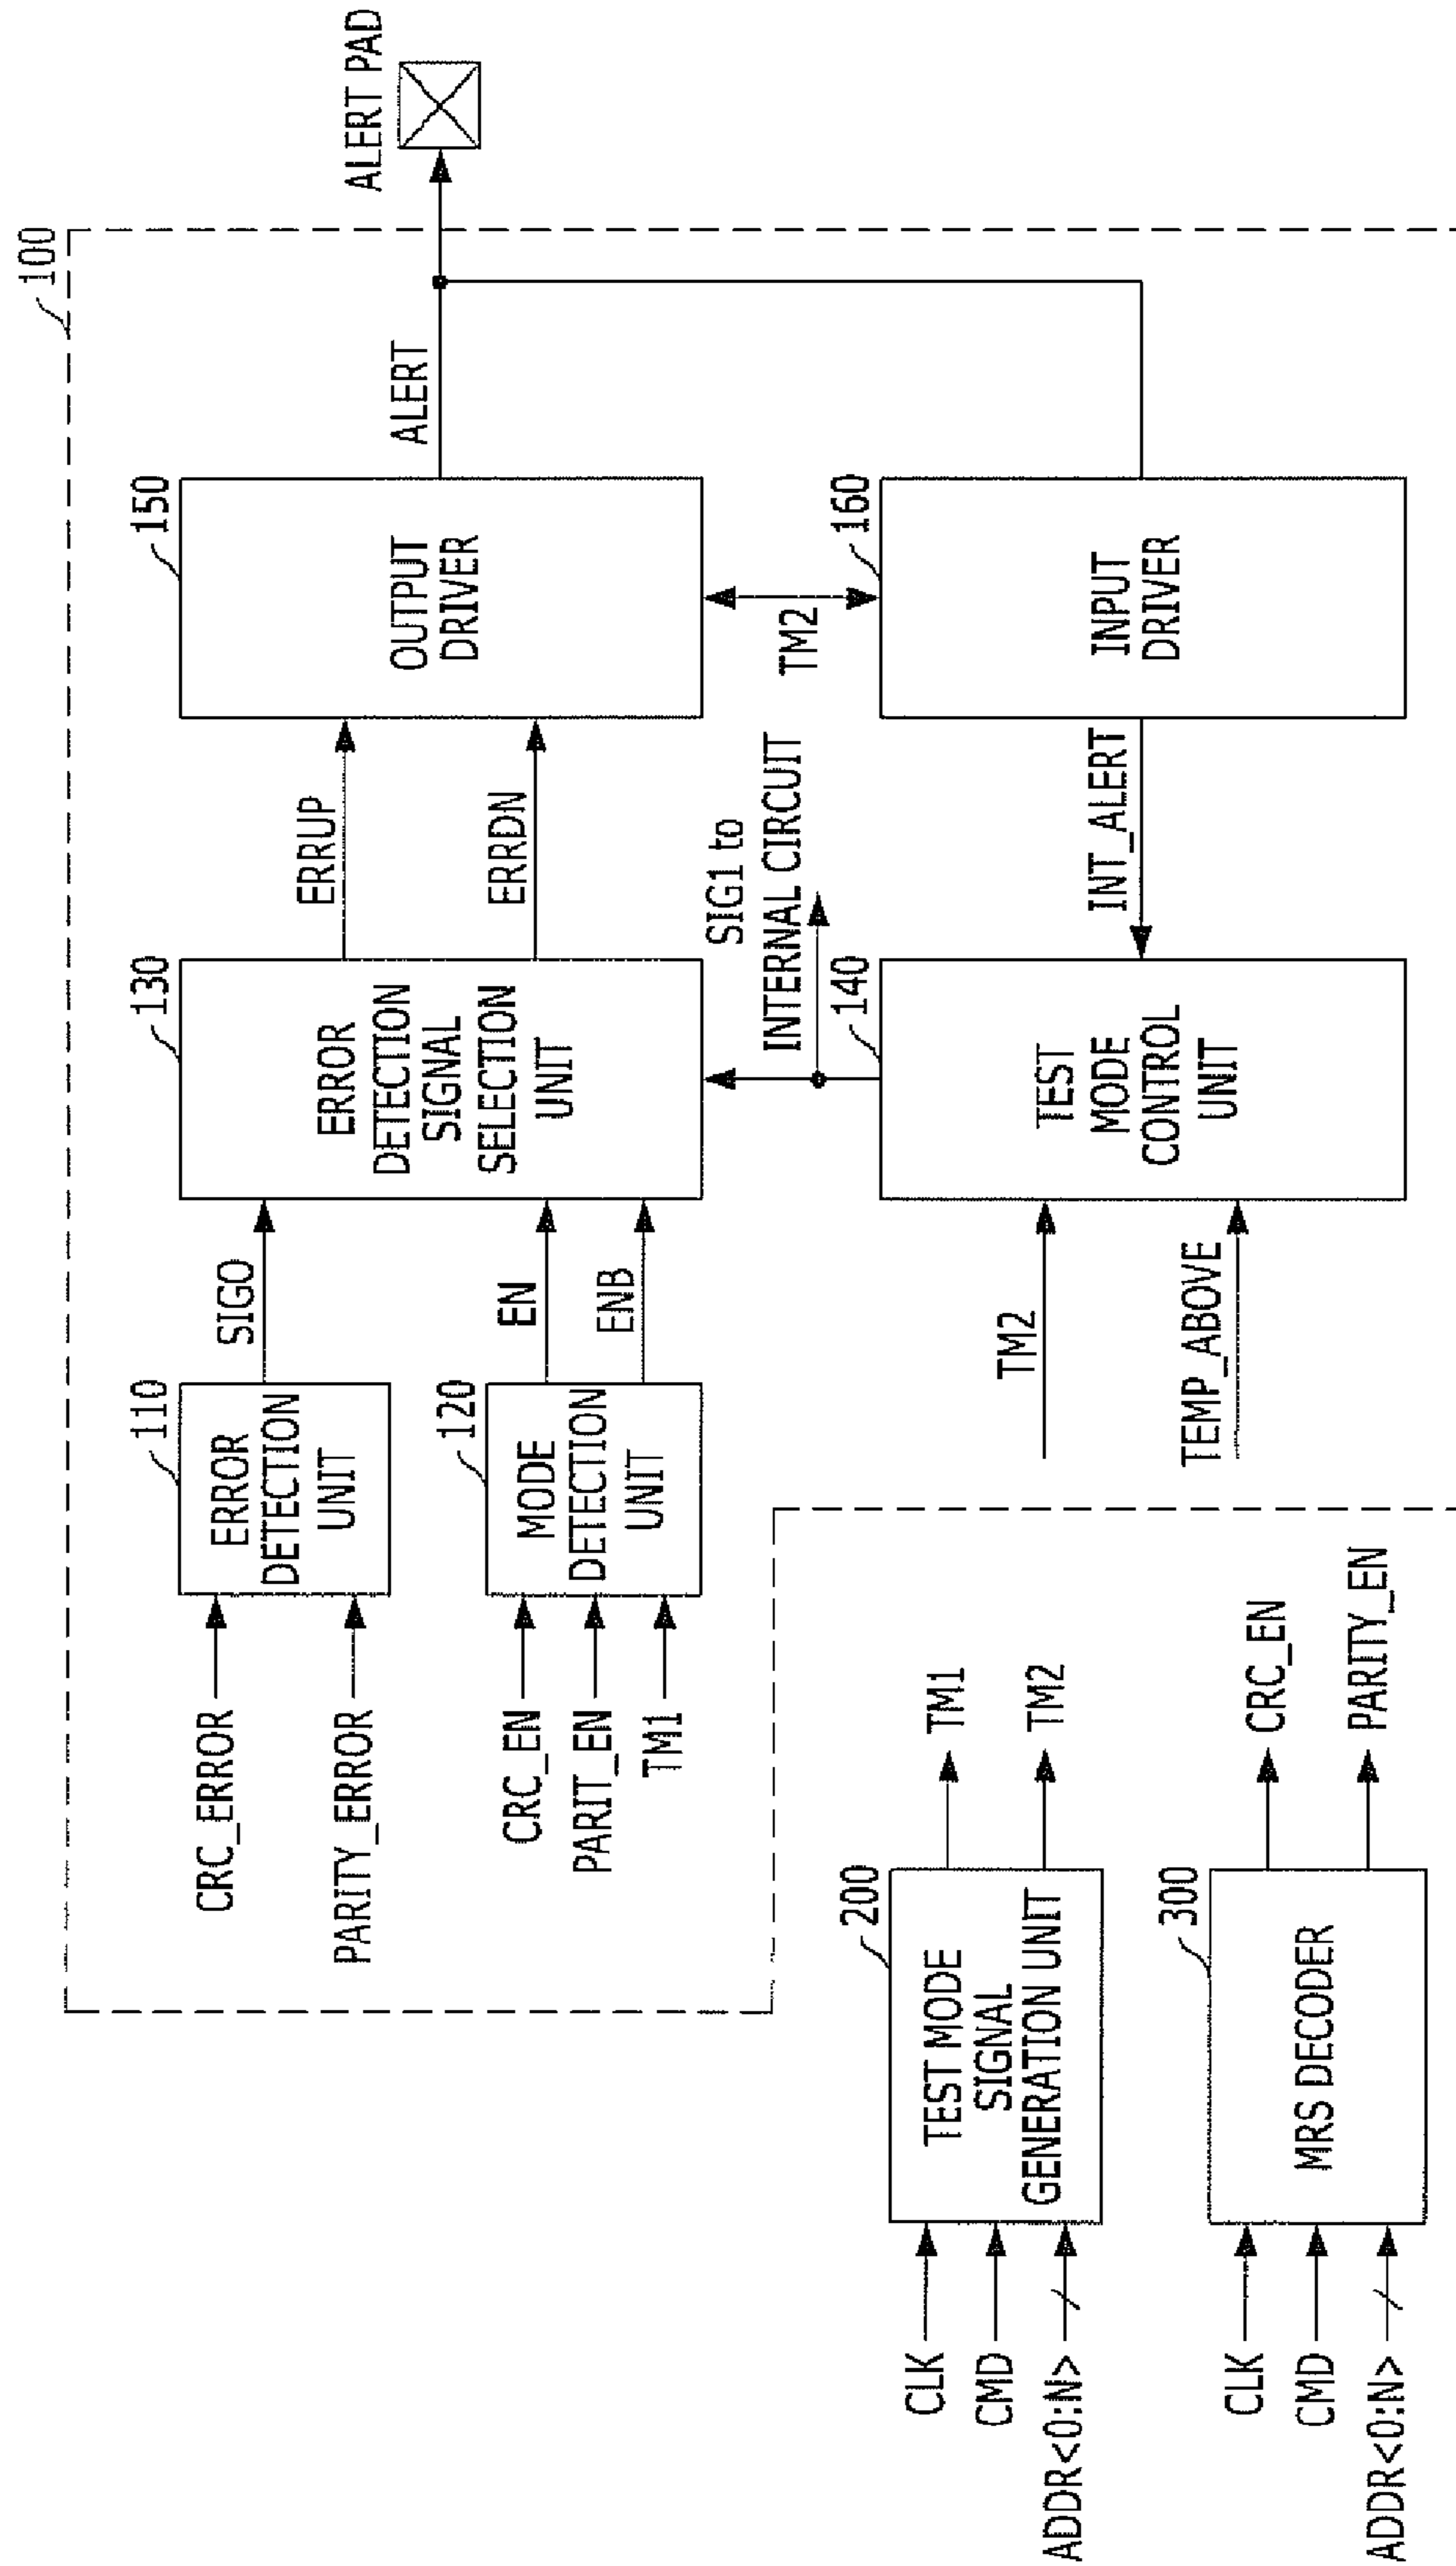 100
CRC_ERROR
PARITY_ERROR
110
ERROR
DETECTION
UNIT
SIG0
CRC_EN
PARIT_EN
TM1
120
MODE
DETECTION
UNIT
EN
ENB
130
ERROR
DETECTION
SIGNAL
SELECTION
UNIT
ERRUP
ERRDN
150
OUTPUT
DRIVER
ALERT
ALERT PAD
TM2
SIG1 to
INTERNAL CIRCUIT
TM2
TEMP_ABOVE
140
TEST
MODE
CONTROL
UNIT
INT_ALERT
160
INPUT
DRIVER
CLK
CMD
ADDR<0:N>
200
TEST MODE
SIGNAL
GENERATION UNIT
TM1
TM2
CLK
CMD
ADDR<0:N>
300
MRS DECODER
CRC_EN
PARITY_EN